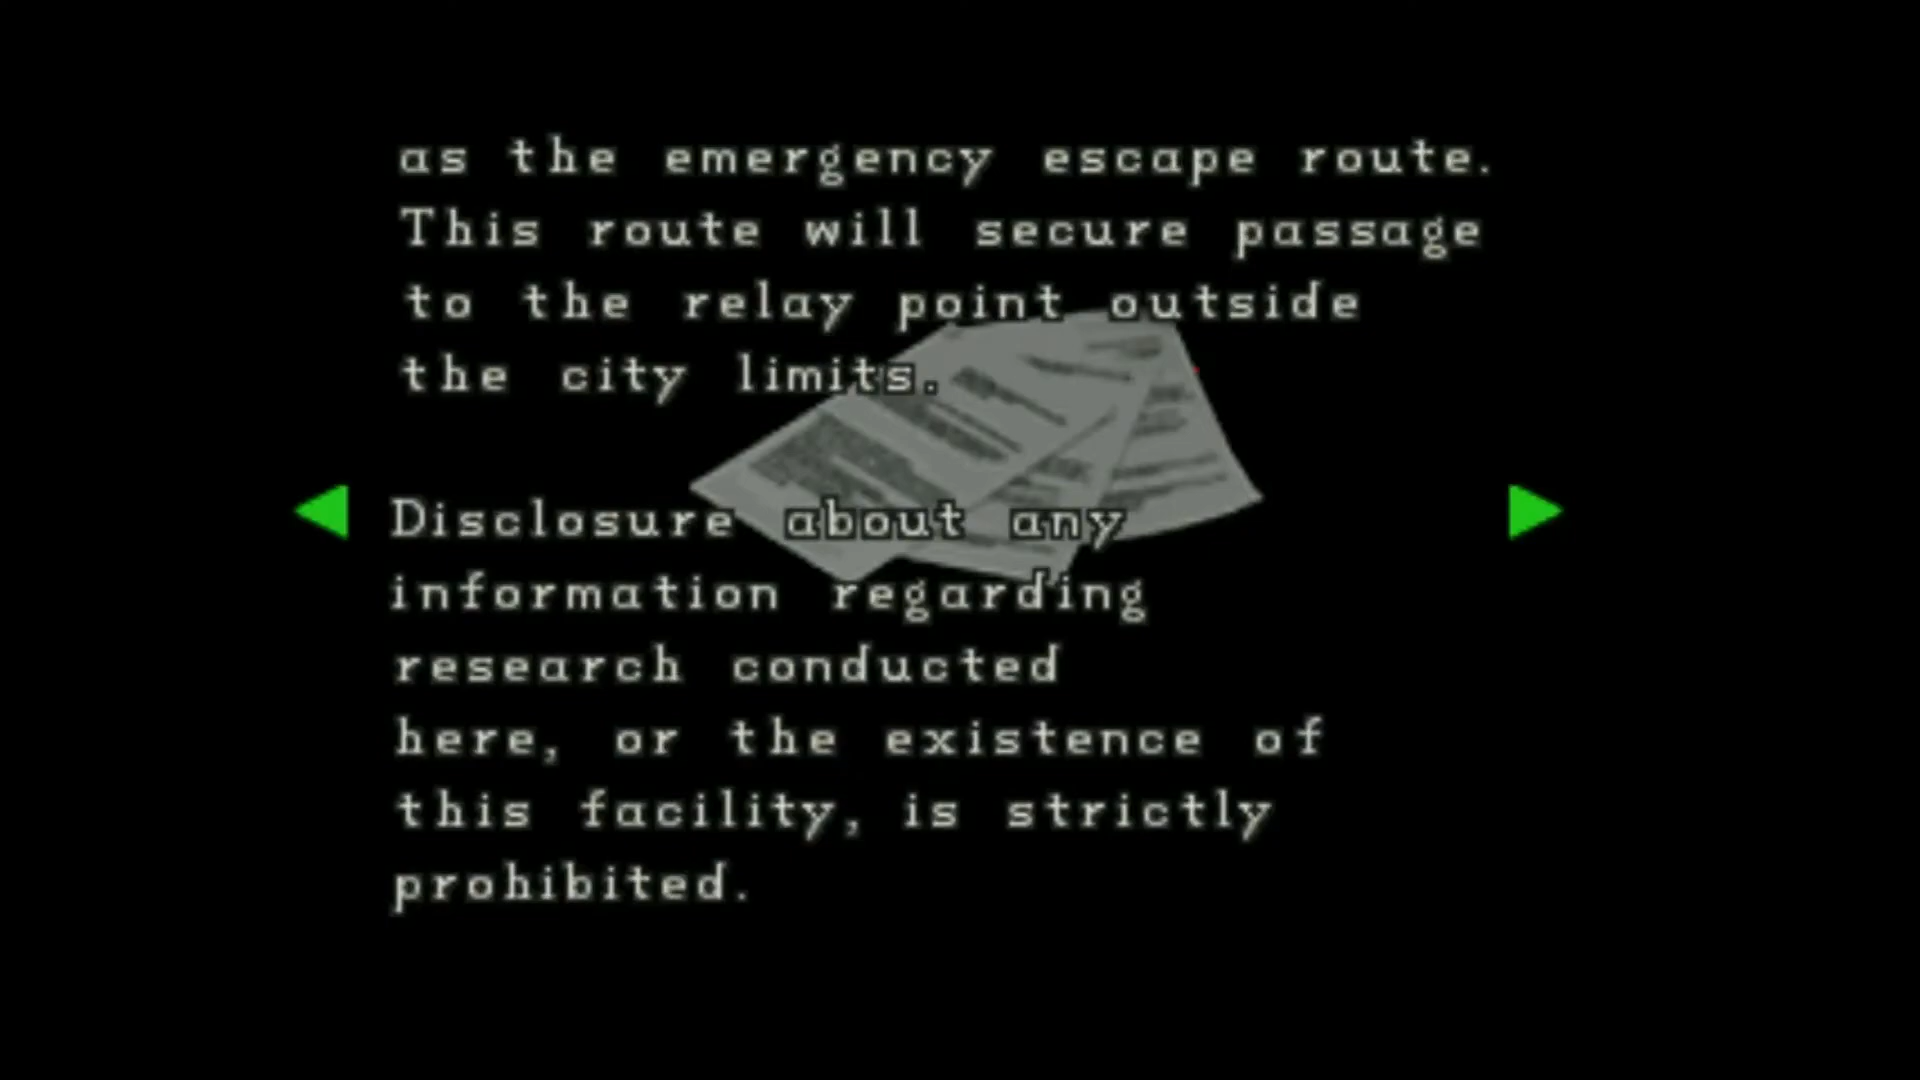 as the emergency escape route.
This route will secure passage
to the relay point outside
the city limits.
Disclosure about any
information regarding
research conducted
here, or the existence of
this facility, is strictly
prohibited.